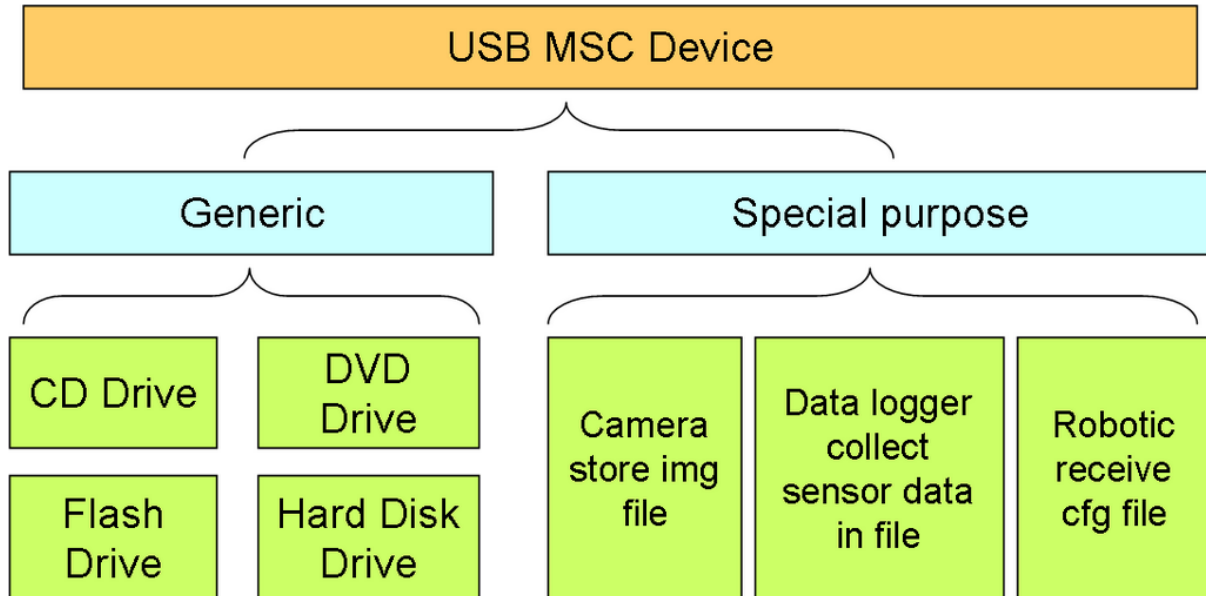 USB MSC Device
Generic
Special purpose
CD Drive
DVD
Drive
Flash
Drive
Hard Disk
Drive
Camera
store img
file
Data logger
collect
sensor data
in file
Robotic
receive
cfg file